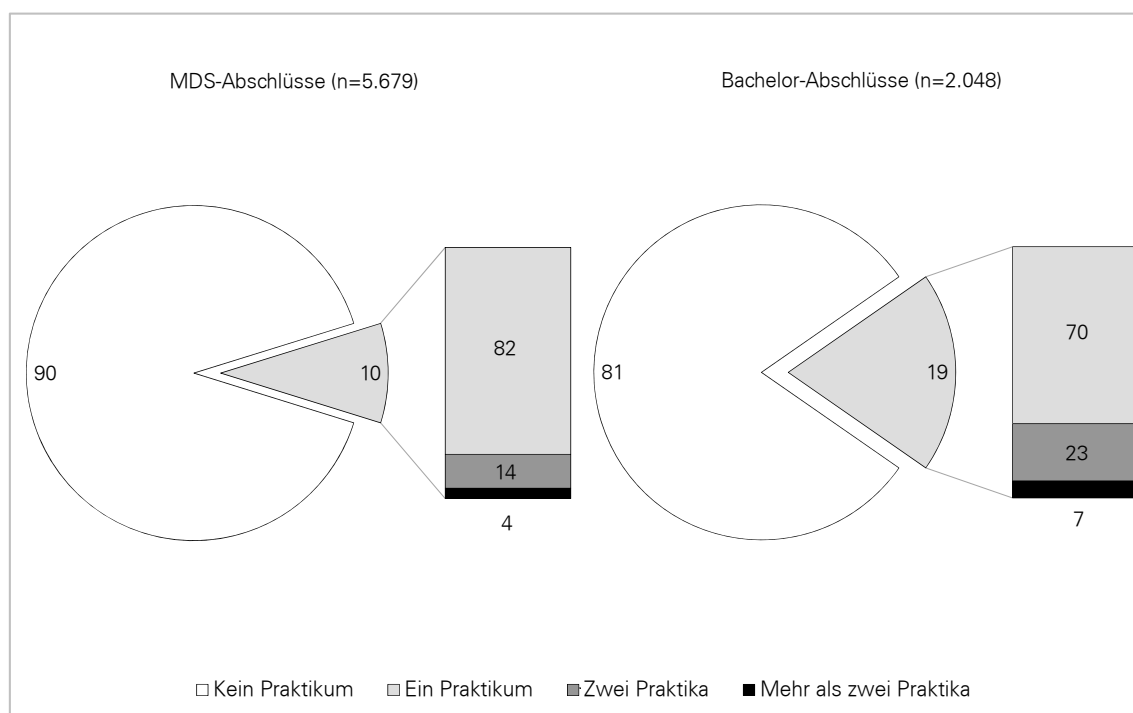 MDS-Abschlüsse (n=5.679)
Bachelor-Abschlüsse (n=2.048)
90
10
82
14
4
81
19
70
23
7
Kein Praktikum
Ein Praktikum
Zwei Praktika
Mehr als zwei Praktika